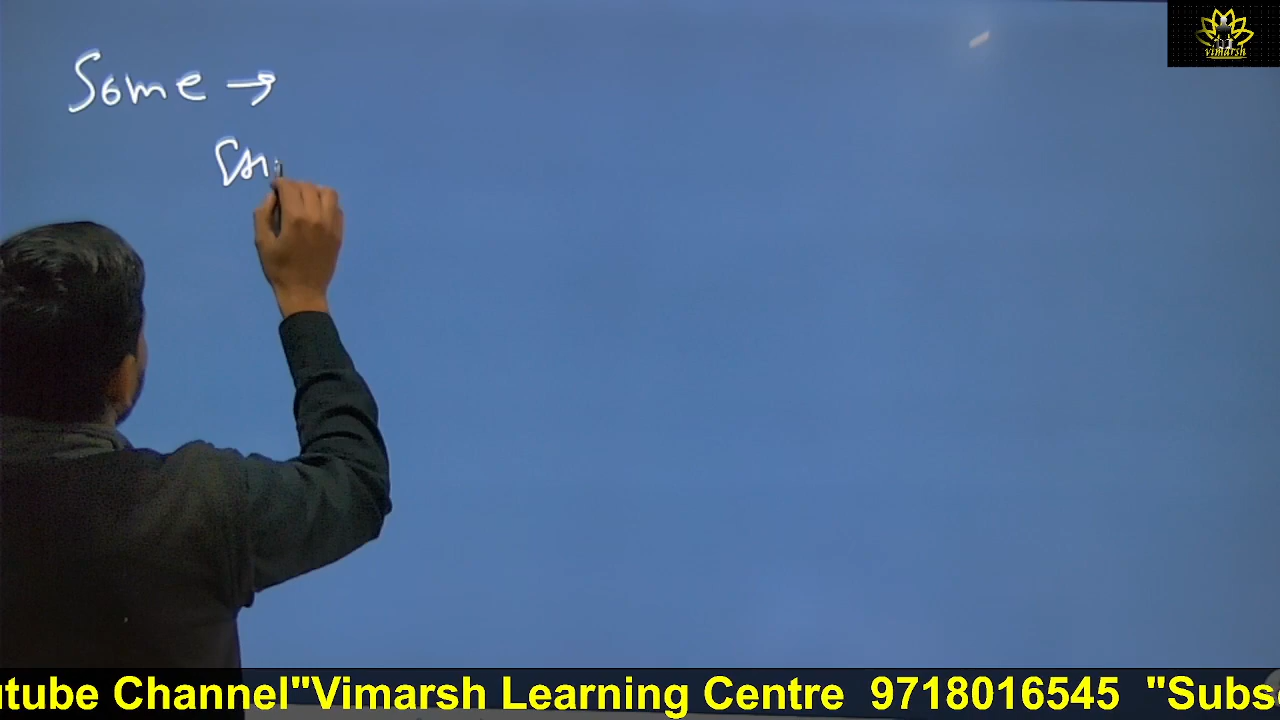 Some →
vimarsh
utube Channel"Vimarsh Learning Centre 9718016545 "Subs